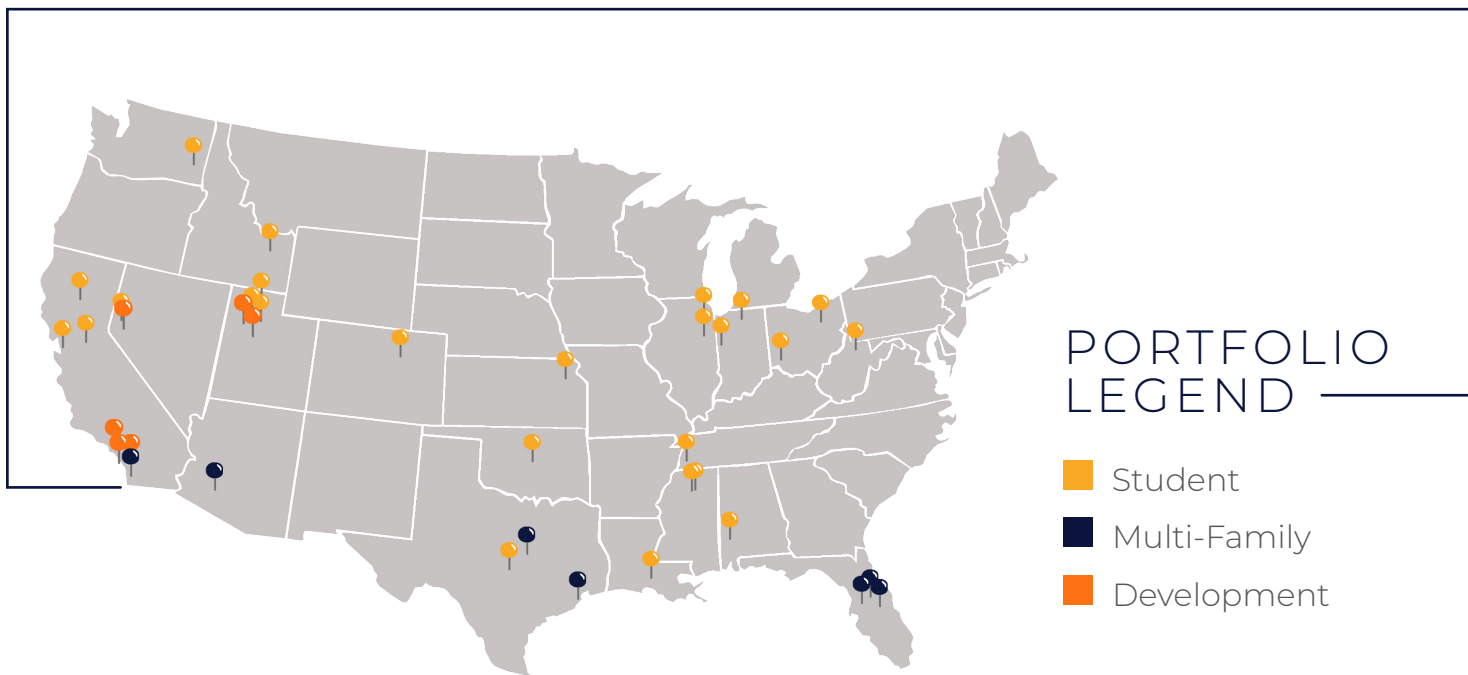 PORTFOLIO
LEGEND
Student
Multi-Family
Development